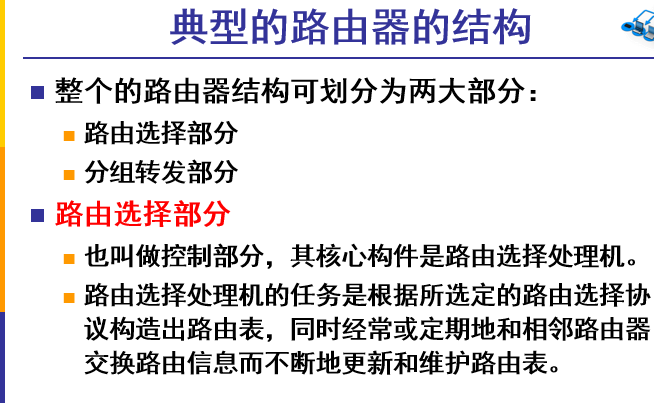 典型的路由器的结构
整个的路由器结构可划分为两大部分：
路由选择部分
分组转发部分
路由选择部分
也叫做控制部分，其核心构件是路由选择处理机。
路由选择处理机的任务是根据所选定的路由选择协
议构造出路由表，同时经常或定期地和相邻路由器
交换路由信息而不断地更新和维护路由表。